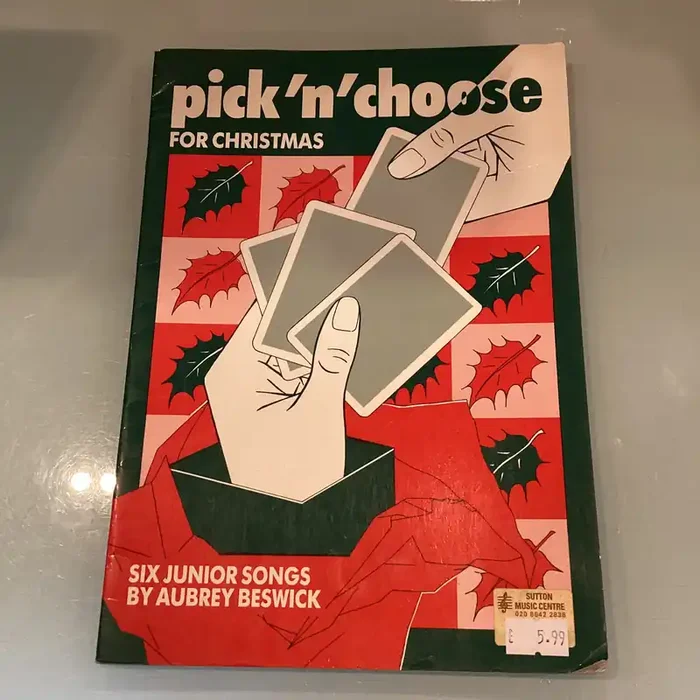 pick 'n' choose
FOR CHRISTMAS
SIX JUNIOR SONGS
BY AUBREY BESWICK
SUTTON
MUSIC CENTRE
020 8642 2838
£ 5.99